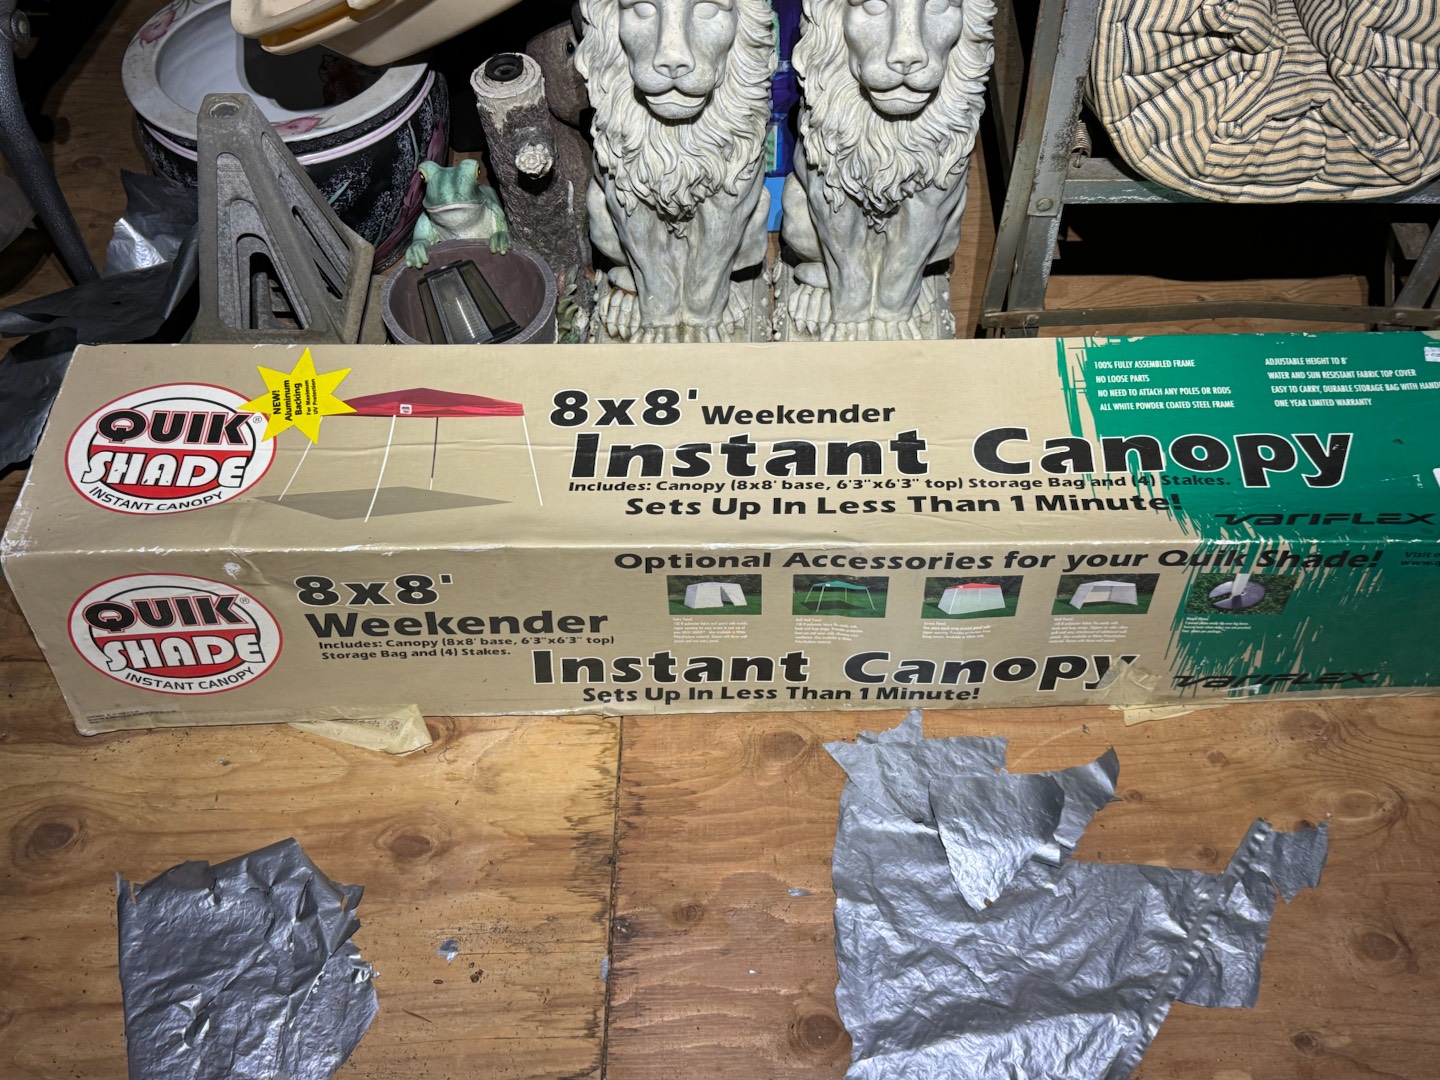 QUIK
SHADE®
INSTANT CANOPY
NEW!
Aluminum
Backing
For Maximum
UV Protection
8x8' Weekender
Instant Canopy
Includes: Canopy (8x8' base, 6'3"x6'3" top) Storage Bag and (4) Stakes.
Sets Up In Less Than 1 Minute!
100% FULLY ASSEMBLED FRAME
NO LOOSE PARTS
NO NEED TO ATTACH ANY POLES OR RODS
ALL WHITE POWDER COATED STEEL FRAME
ADJUSTABLE HEIGHT TO 8'
WATER AND SUN RESISTANT FABRIC TOP COVER
EASY TO CARRY, DURABLE STORAGE BAG WITH
ONE YEAR LIMITED WARRANTY
VARIFLEX
QUIK
SHADE®
INSTANT CANOPY
8x8'
Weekender
Includes: Canopy (8x8' base, 6'3"x6'3" top)
Storage Bag and (4) Stakes.
Instant Canopy
Sets Up In Less Than 1 Minute!
Optional Accessories for your Quik Shade!
Visit
VARIFLEX